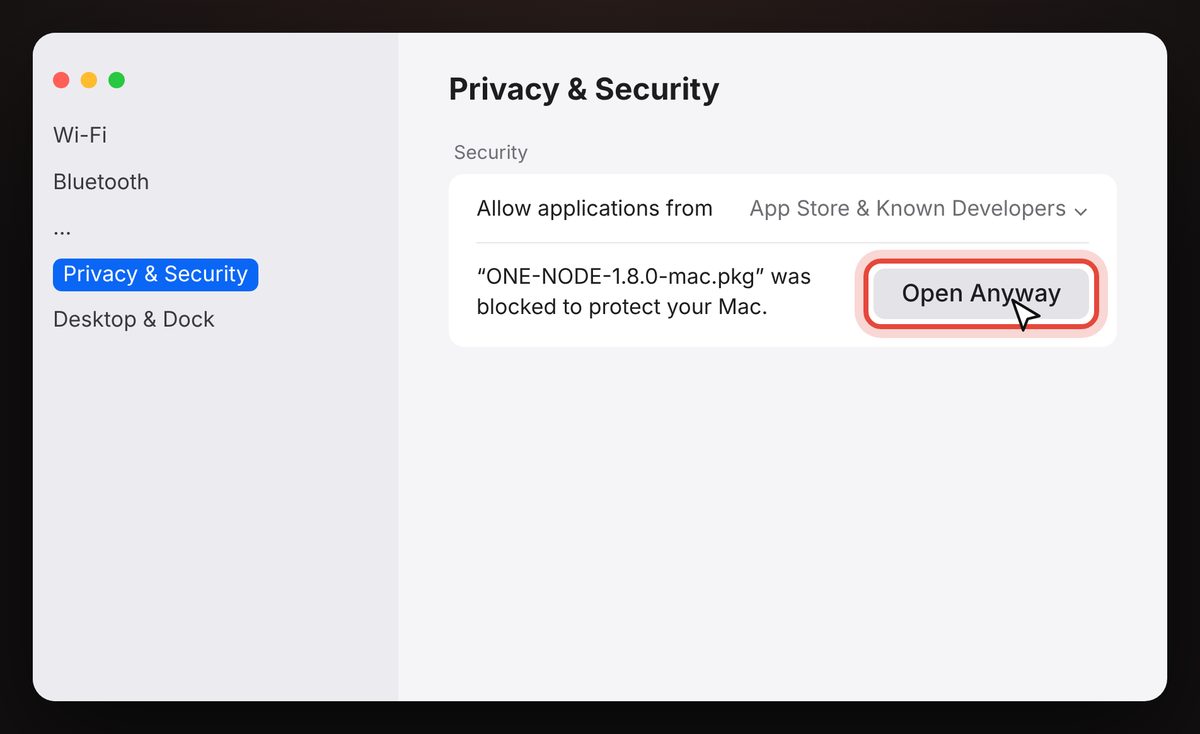 Wi-Fi
Bluetooth
...
Privacy & Security
Desktop & Dock
Privacy & Security
Security
Allow applications from
App Store & Known Developers
“ONE-NODE-1.8.0-mac.pkg” was
blocked to protect your Mac.
Open Anyway